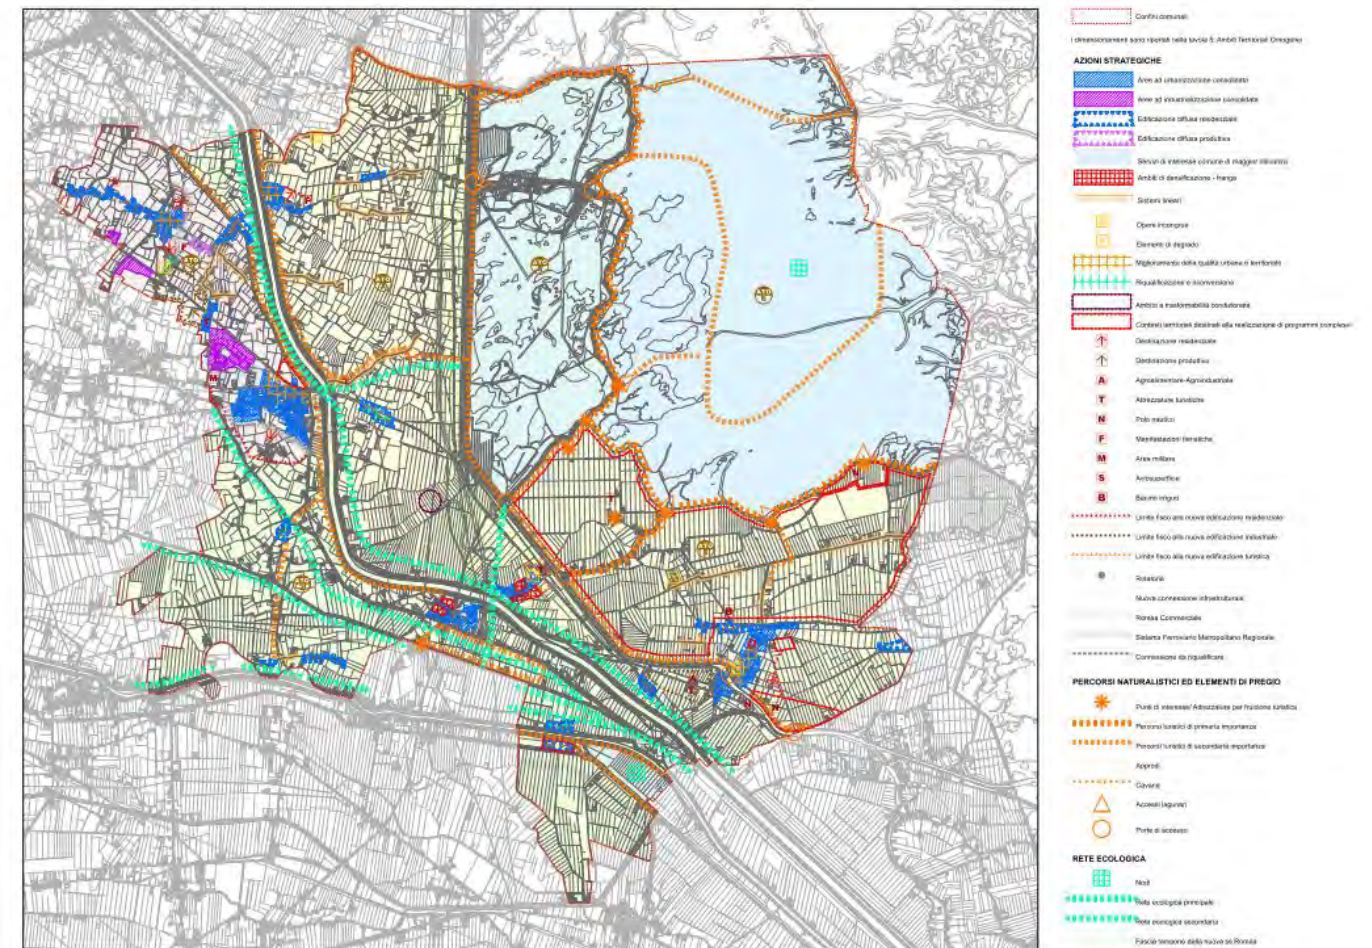 Confini comunali
I dimensionamenti sono riportati nella tavola 5: Ambiti Territoriali Omogenei
AZIONI STRATEGICHE
Aree ad urbanizzazione consolidata
Aree ad industrializzazione consolidata
Edificazione diffusa residenziale
Edificazione diffusa produttiva
Servizi di interesse comune di maggior rilevanza
Ambiti di densificazione - frange
Sistemi lineari
Opere incongrue
Elementi di degrado
Miglioramento della qualità urbana e territoriale
Riqualificazione e riconversione
Ambito a trasformabilità condizionata
Contesti territoriali destinati alla realizzazione di programmi complessi
Destinazione residenziale
Destinazione produttiva
A Agroalimentare-Agroindustriale
T Attrezzature turistiche
N Polo nautico
F Manifestazioni fieristiche
M Area militare
S Aviosuperficie
B Bacini irrigui
Limite fisico alla nuova edificazione residenziale
Limite fisico alla nuova edificazione industriale
Limite fisico alla nuova edificazione turistica
Rotatoria
Nuova connessione infrastrutturale
Romea Commerciale
Sistema Ferroviario Metropolitano Regionale
Connessione da riqualificare
PERCORSI NATURALISTICI ED ELEMENTI DI PREGIO
Punti di interesse/ Attrezzature per fruizione turistica
Percorsi turistici di primaria importanza
Percorsi turistici di secondaria importanza
Approdi
Cavane
Accessi lagunari
Porte di accesso
RETE ECOLOGICA
Nodi
Rete ecologica principale
Rete ecologica secondaria
Fascia tampone della nuova ss Romea